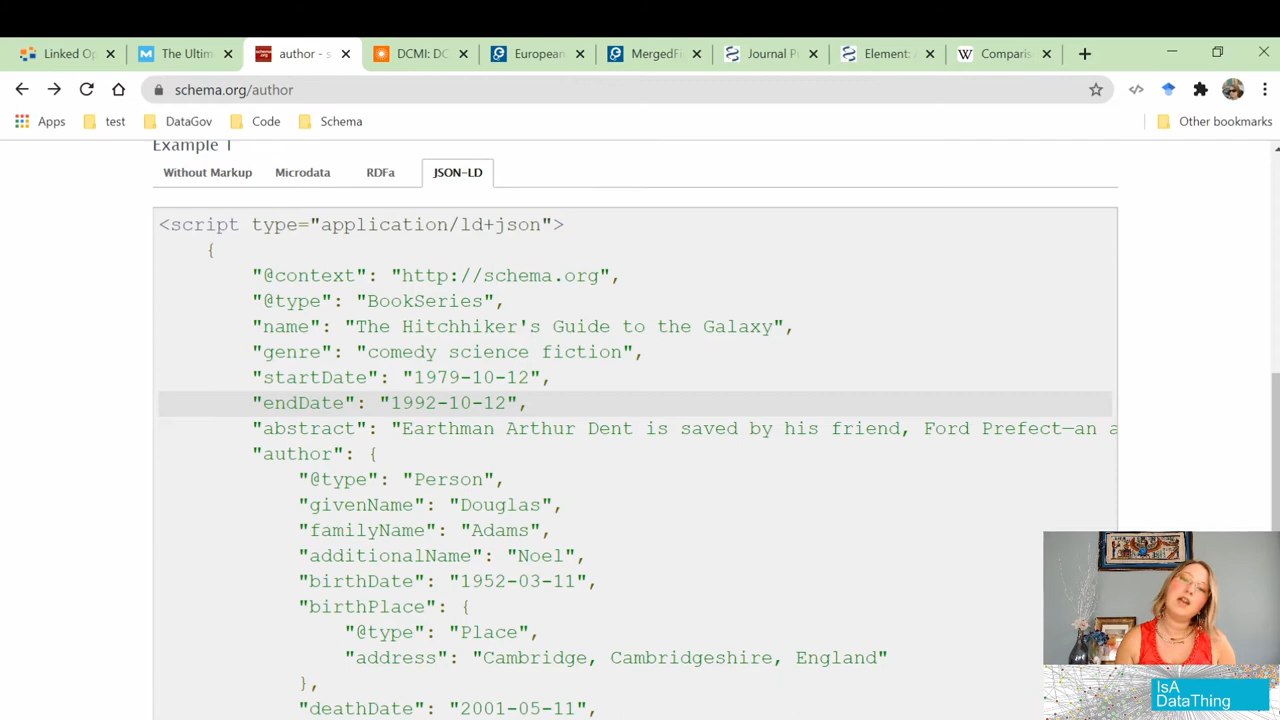 Linked Op
The Ultim
author - s
DCMI: DC
European
MergedFi
Journal Pu
Element: A
Comparis
schema.org/author
Apps
test
DataGov
Code
Schema
Other bookmarks
Example 1
Without Markup
Microdata
RDFa
JSON-LD
<script type="application/ld+json">
{
"@context": "http://schema.org",
"@type": "BookSeries",
"name": "The Hitchhiker's Guide to the Galaxy",
"genre": "comedy science fiction",
"startDate": "1979-10-12",
"endDate": "1992-10-12",
"abstract": "Earthman Arthur Dent is saved by his friend, Ford Prefect—an a
"author": {
"@type": "Person",
"givenName": "Douglas",
"familyName": "Adams",
"additionalName": "Noel",
"birthDate": "1952-03-11",
"birthPlace": {
"@type": "Place",
"address": "Cambridge, Cambridgeshire, England"
},
"deathDate": "2001-05-11",
IsA
DataThing